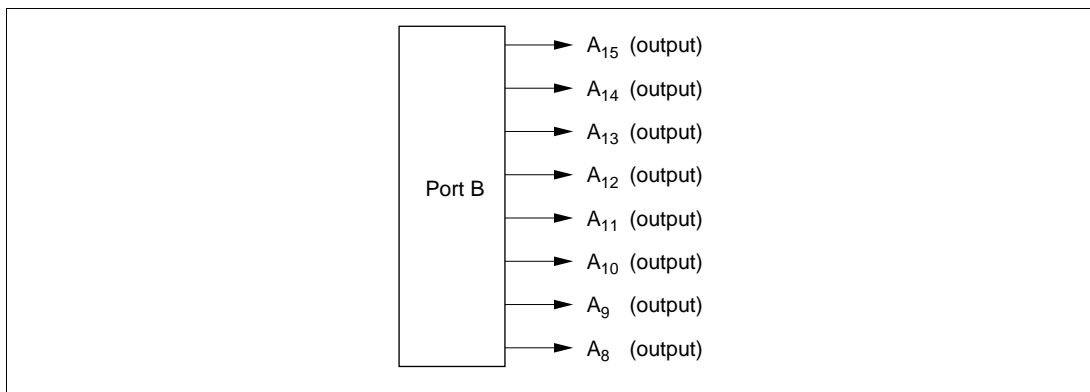 A15 (output)
A14 (output)
A13 (output)
A12 (output)
Port B
A11 (output)
A10 (output)
A9 (output)
A8 (output)